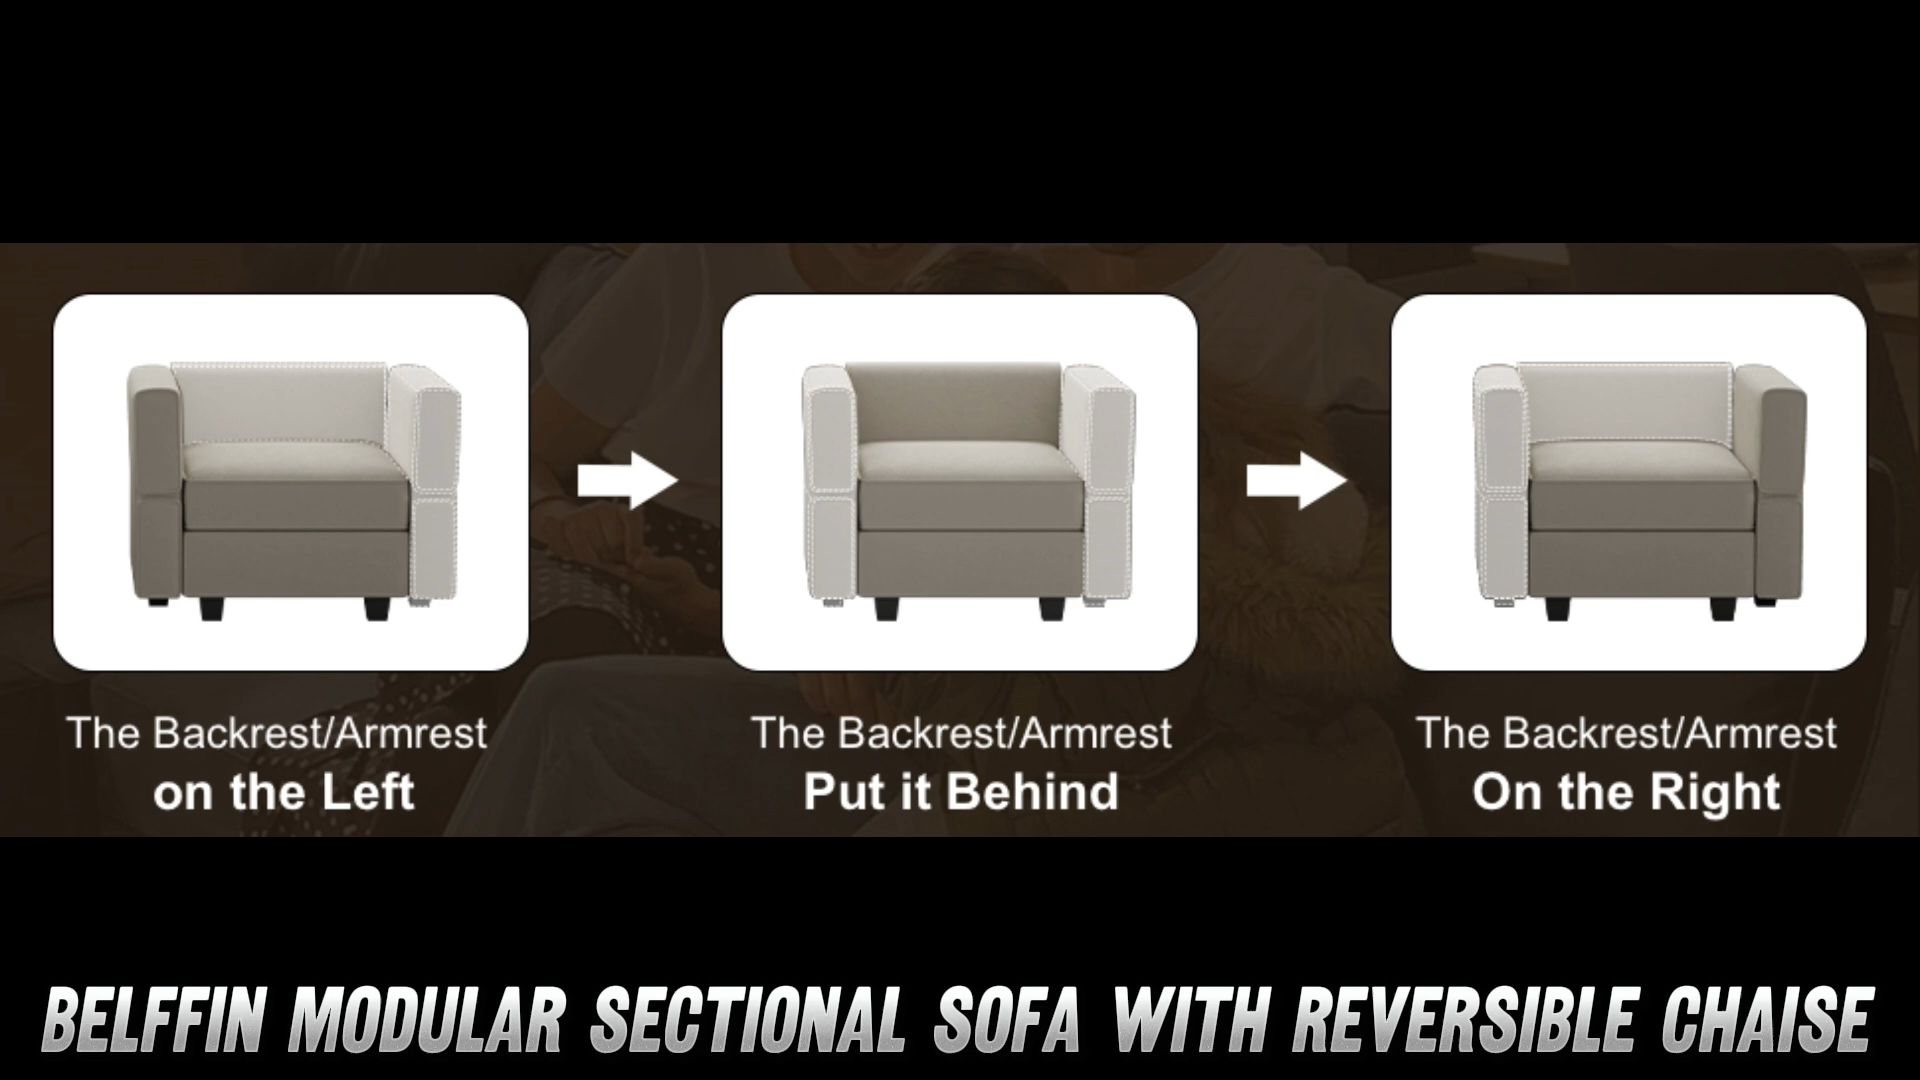 The Backrest/Armrest
on the Left
The Backrest/Armrest
Put it Behind
The Backrest/Armrest
On the Right
BELFFIN MODULAR SECTIONAL SOFA WITH REVERSIBLE CHAISE